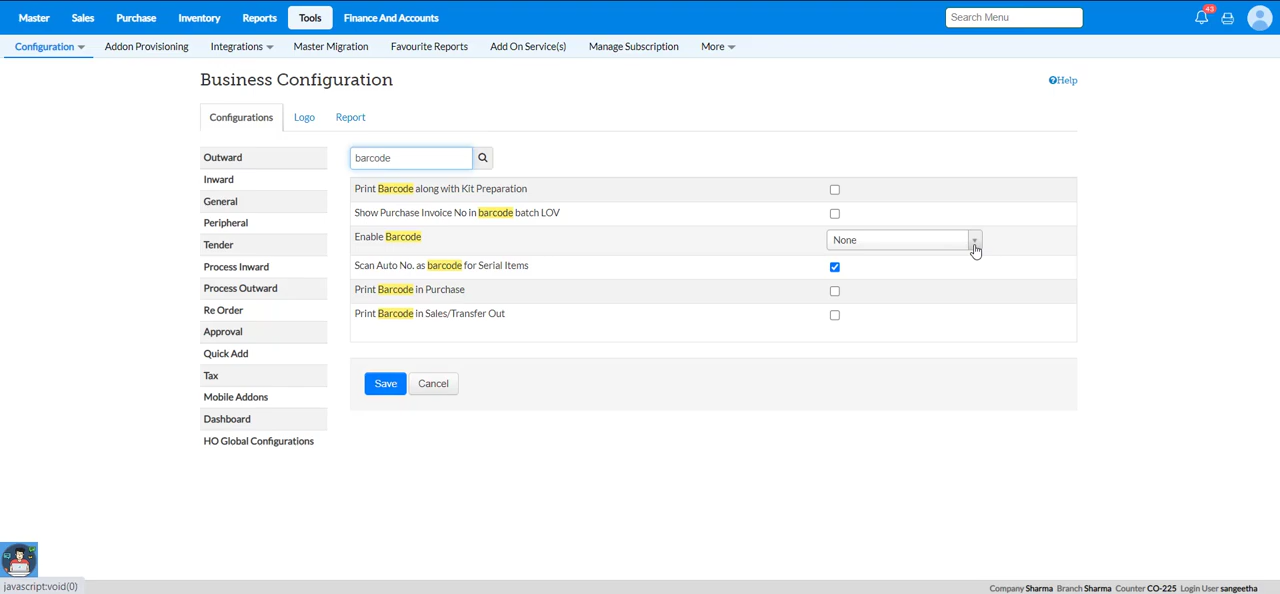 Master Sales Purchase Inventory Reports Tools Finance And Accounts Search Menu 43
Configuration Addon Provisioning Integrations Master Migration Favourite Reports Add On Service(s) Manage Subscription More
Business Configuration
Help
Configurations Logo Report
Outward
Inward
General
Peripheral
Tender
Process Inward
Process Outward
Re Order
Approval
Quick Add
Tax
Mobile Addons
Dashboard
HO Global Configurations
barcode
Print Barcode along with Kit Preparation
Show Purchase Invoice No in barcode batch LOV
Enable Barcode None
Scan Auto No. as barcode for Serial Items
Print Barcode in Purchase
Print Barcode in Sales/Transfer Out
Save Cancel
javascript:void(0)
Company Sharma Branch Sharma Counter CO-225 Login User sangeetha